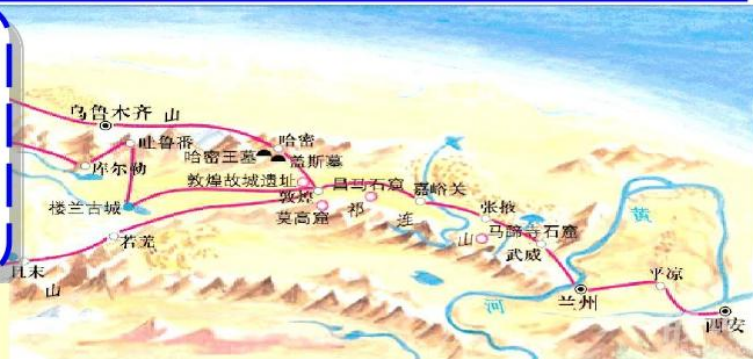 乌鲁木齐
山
吐鲁番
哈密
哈密王墓
盖斯墓
库尔勒
敦煌故城遗址
昌马石窟
嘉峪关
敦煌
楼兰古城
莫高窟
祁
连
山
张掖
马蹄寺石窟
若羌
武威
黄
河
且末
山
兰州
平凉
西安